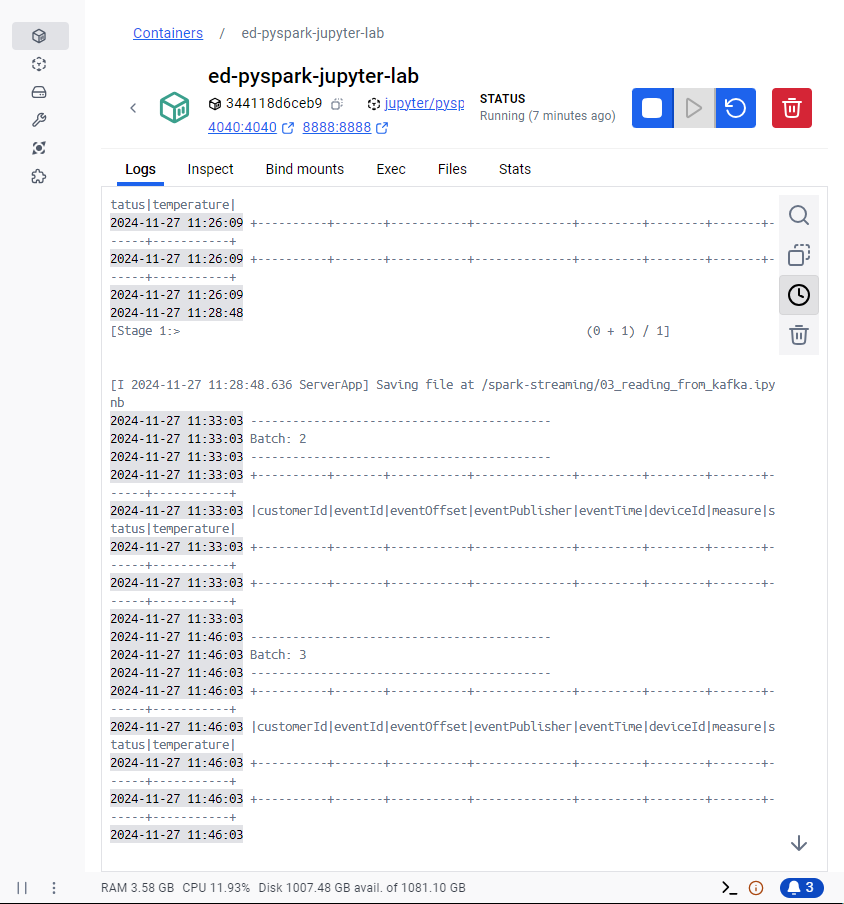 Containers / ed-pyspark-jupyter-lab
ed-pyspark-jupyter-lab
344118d6ceb9 jupyter/pysp
4040:4040 8888:8888
STATUS
Running (7 minutes ago)
Logs Inspect Bind mounts Exec Files Stats
tatus|temperature|
2024-11-27 11:26:09 +----------+-------+-----------+--------------+---------+--------+-------+-
-----+-----------+
2024-11-27 11:26:09 +----------+-------+-----------+--------------+---------+--------+-------+-
-----+-----------+
2024-11-27 11:26:09
2024-11-27 11:28:48
[Stage 1:> (0 + 1) / 1]
[I 2024-11-27 11:28:48.636 ServerApp] Saving file at /spark-streaming/03_reading_from_kafka.ipy
nb
2024-11-27 11:33:03 -------------------------------------------
2024-11-27 11:33:03 Batch: 2
2024-11-27 11:33:03 -------------------------------------------
2024-11-27 11:33:03 +----------+-------+-----------+--------------+---------+--------+-------+-
-----+-----------+
2024-11-27 11:33:03 |customerId|eventId|eventOffset|eventPublisher|eventTime|deviceId|measure|s
tatus|temperature|
2024-11-27 11:33:03 +----------+-------+-----------+--------------+---------+--------+-------+-
-----+-----------+
2024-11-27 11:33:03 +----------+-------+-----------+--------------+---------+--------+-------+-
-----+-----------+
2024-11-27 11:33:03
2024-11-27 11:46:03 -------------------------------------------
2024-11-27 11:46:03 Batch: 3
2024-11-27 11:46:03 -------------------------------------------
2024-11-27 11:46:03 +----------+-------+-----------+--------------+---------+--------+-------+-
-----+-----------+
2024-11-27 11:46:03 |customerId|eventId|eventOffset|eventPublisher|eventTime|deviceId|measure|s
tatus|temperature|
2024-11-27 11:46:03 +----------+-------+-----------+--------------+---------+--------+-------+-
-----+-----------+
2024-11-27 11:46:03 +----------+-------+-----------+--------------+---------+--------+-------+-
-----+-----------+
2024-11-27 11:46:03
RAM 3.58 GB CPU 11.93% Disk 1007.48 GB avail. of 1081.10 GB
3